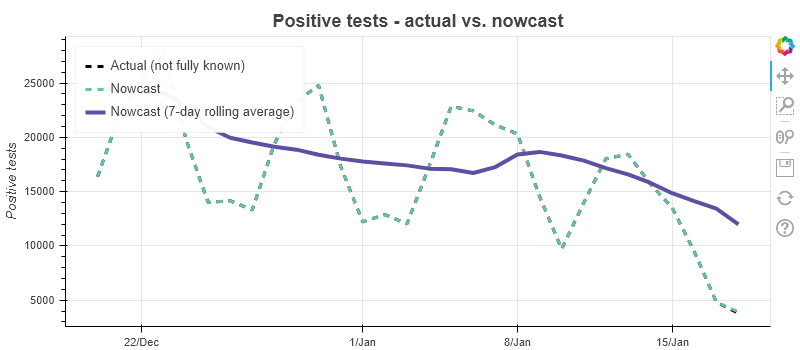 Positive tests - actual vs. nowcast
Actual (not fully known)
Nowcast
Nowcast (7-day rolling average)
Positive tests
25000
20000
15000
10000
5000
22/Dec
1/Jan
8/Jan
15/Jan